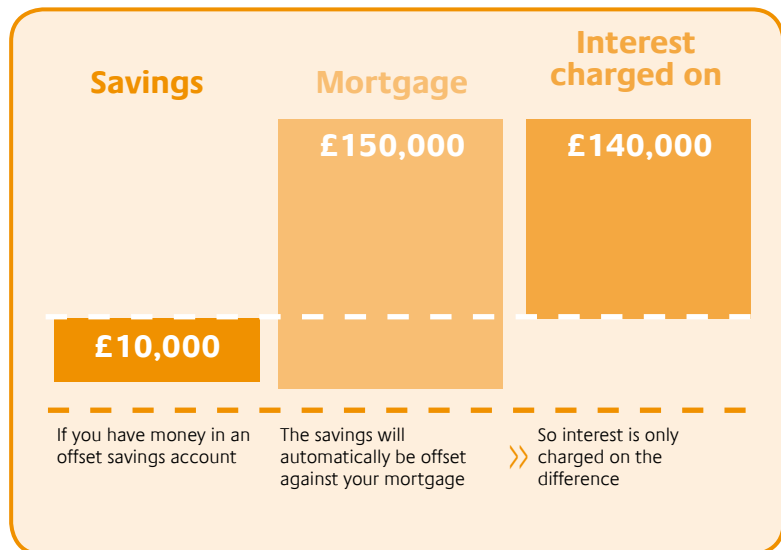 Savings
Mortgage
Interest
charged on
£150,000
£140,000
£10,000
If you have money in an
offset savings account
The savings will
automatically be offset
against your mortgage
So interest is only
charged on the
difference